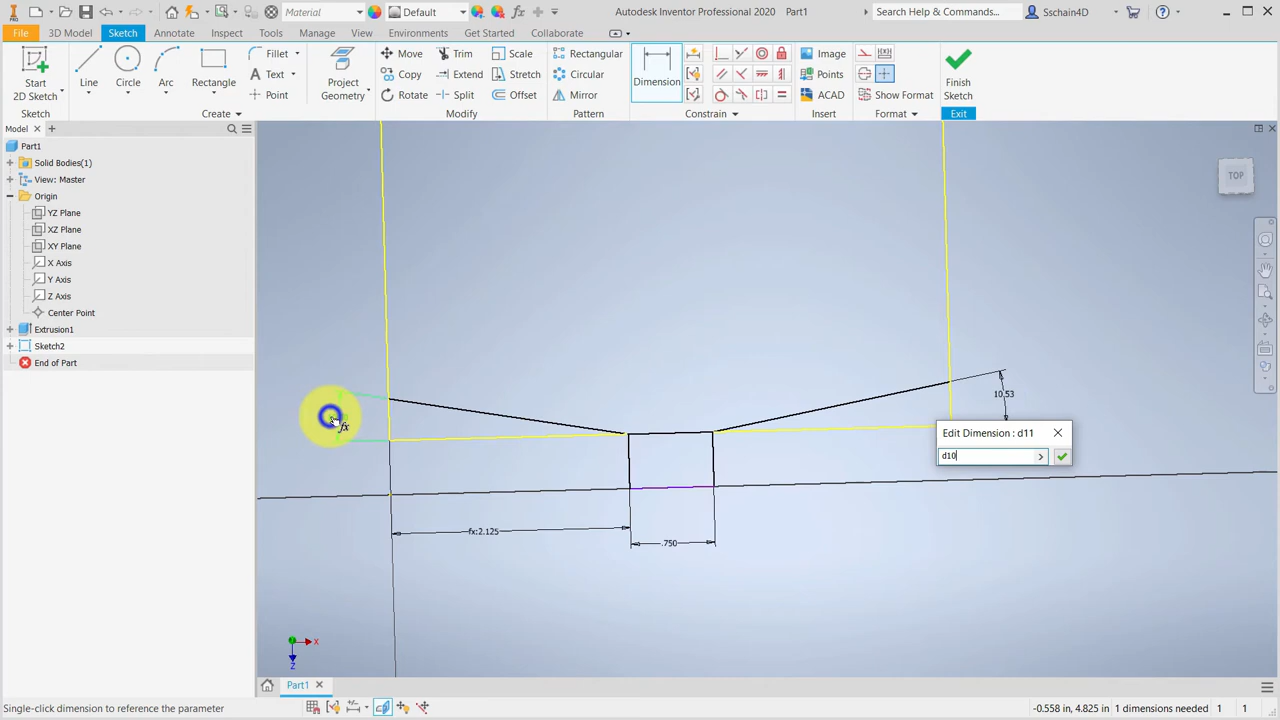 PRO
Material
Default
fx
Autodesk Inventor Professional 2020 Part1
Search Help & Commands...
Sschain4D
File
3D Model
Sketch
Annotate
Inspect
Tools
Manage
View
Environments
Get Started
Collaborate
Start
2D Sketch
Line
Circle
Arc
Rectangle
Fillet
Text
Point
Project
Geometry
Move
Copy
Rotate
Trim
Extend
Split
Scale
Stretch
Offset
Rectangular
Circular
Mirror
Dimension
Image
Points
ACAD
Show Format
Finish
Sketch
Sketch
Create
Modify
Pattern
Constrain
Insert
Format
Exit
Model
Part1
Solid Bodies(1)
View: Master
Origin
YZ Plane
XZ Plane
XY Plane
X Axis
Y Axis
Z Axis
Center Point
Extrusion1
Sketch2
End of Part
TOP
10.53
fx
Edit Dimension : d11
d10
fx:2.125
.750
X
Z
Part1
Single-click dimension to reference the parameter
-0.558 in, 4.825 in
1 dimensions needed
1
1